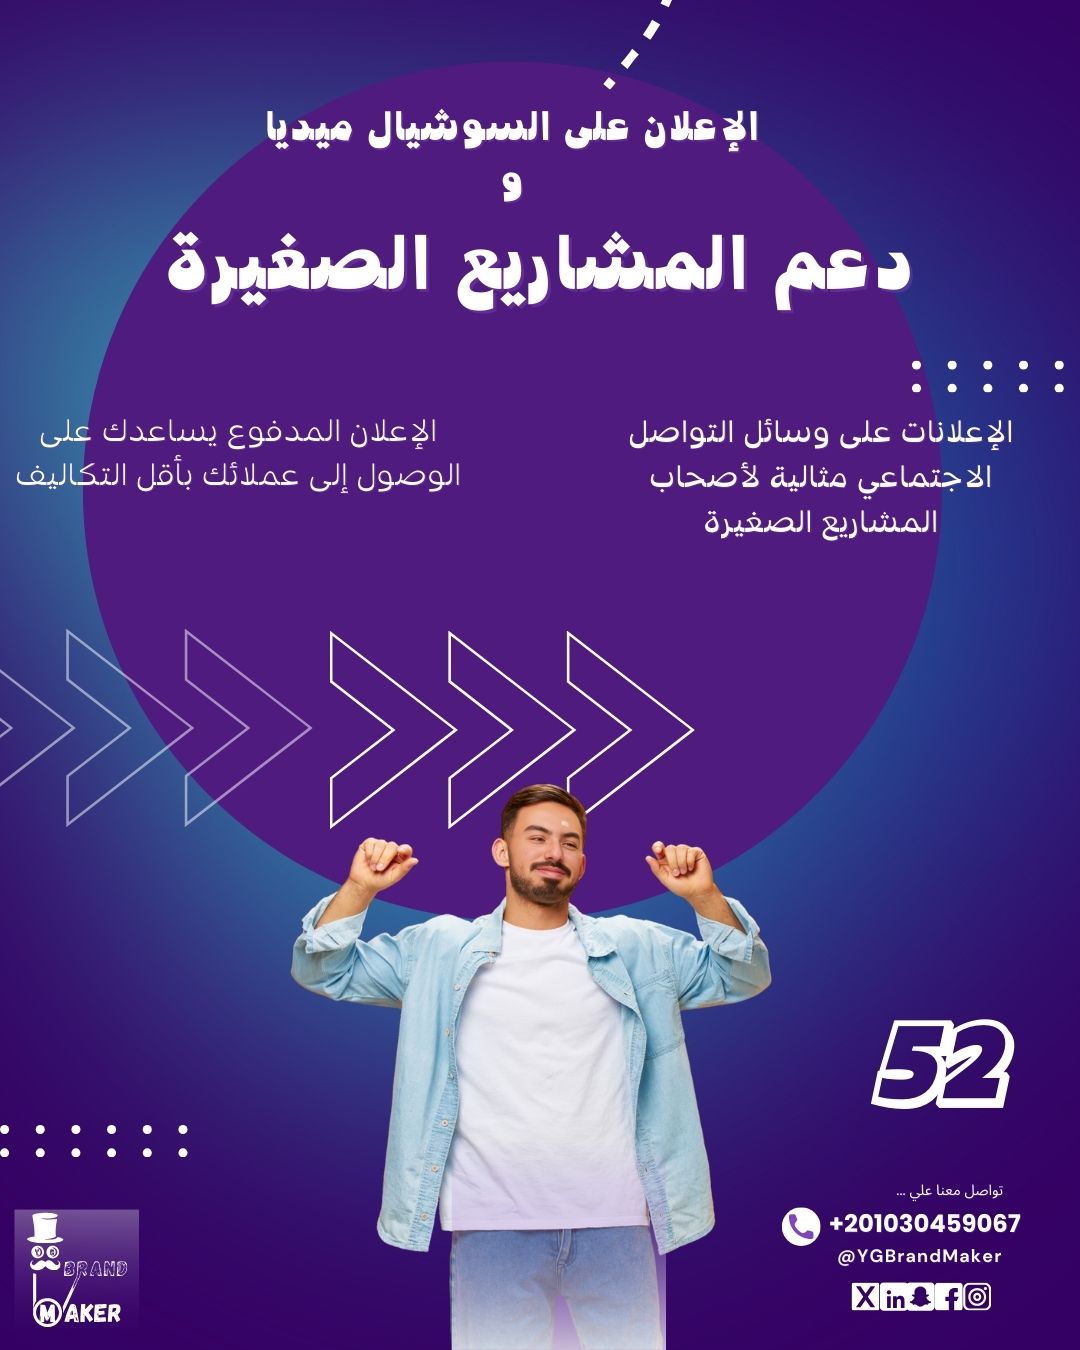 الإعلان على السوشيال ميديا
و
دعم المشاريع الصغيرة
الإعلانات على وسائل التواصل
الاجتماعي مثالية لأصحاب
المشاريع الصغيرة
الإعلان المدفوع يساعدك على
الوصول إلى عملائك بأقل التكاليف
52
تواصل معنا علي ...
+201030459067
@YGBrandMaker
BRAND
MAKER